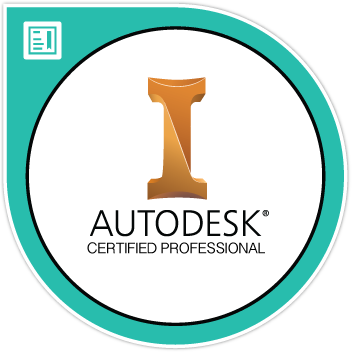 I
AUTODESK®
CERTIFIED PROFESSIONAL